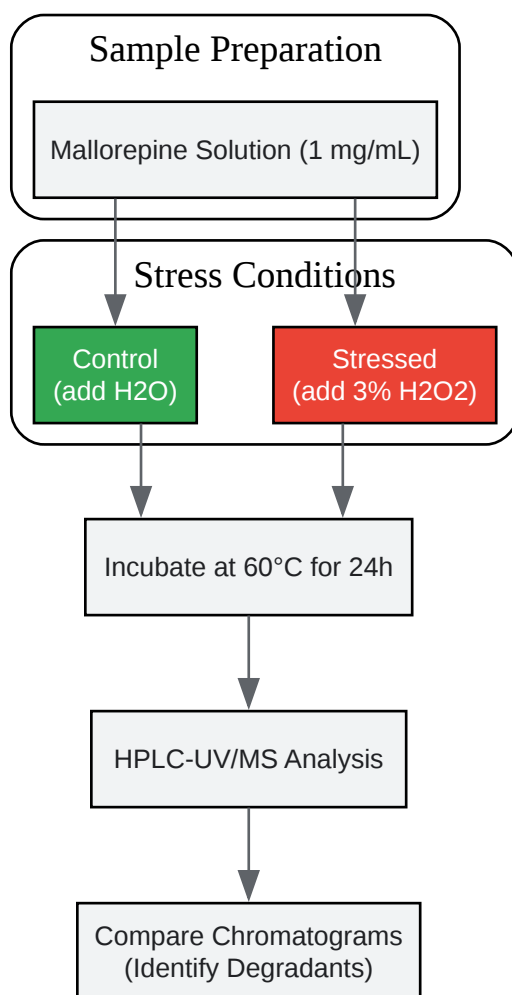 Sample Preparation
Mallorepine Solution (1 mg/mL)
Stress Conditions
Control
(add H2O)
Stressed
(add 3% H2O2)
Incubate at 60°C for 24h
HPLC-UV/MS Analysis
Compare Chromatograms
(Identify Degradants)